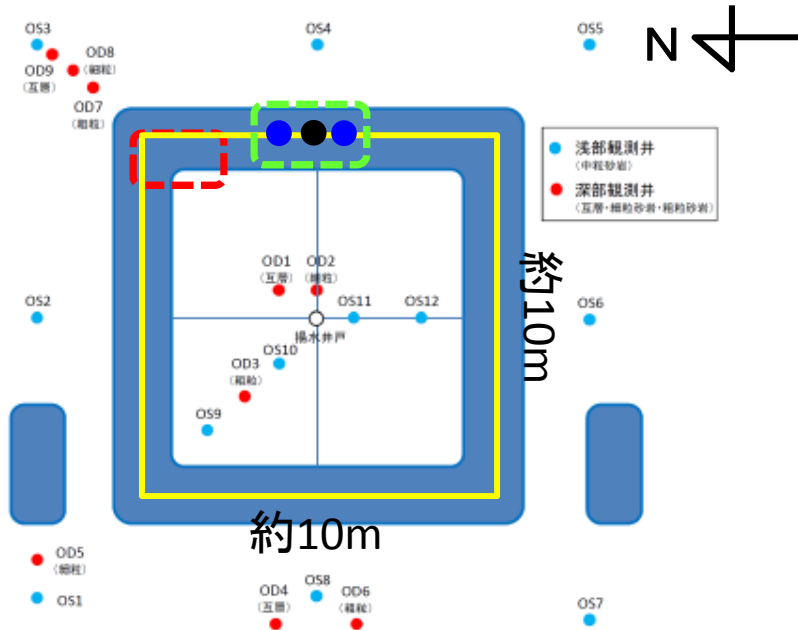 OS3
OS4
OS5
N
OD8
(細粒)
OD9
(互層)
OD7
(粗粒)
浅部観測井
(中粒砂岩)
深部観測井
(互層・細粒砂岩・粗粒砂岩)
OD1
(互層)
OD2
(細粒)
約10m
OS2
OS11
OS12
OS6
揚水井戸
OS10
OD3
(粗粒)
OS9
約10m
OD5
(細粒)
OS1
OS8
OD4
(互層)
OD6
(粗粒)
OS7